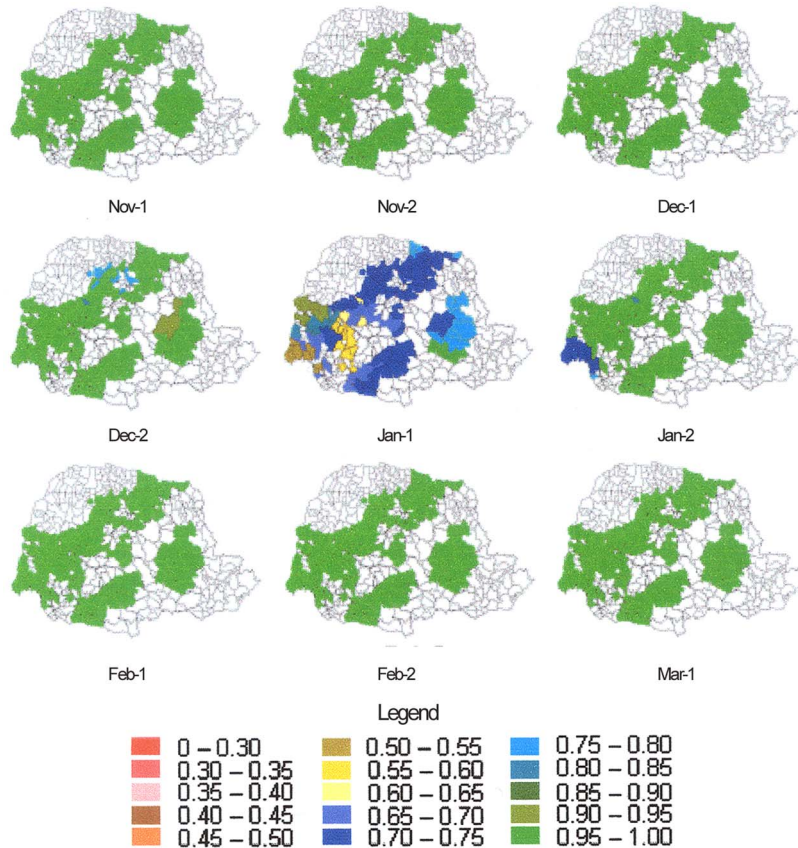 Nov-1 Nov-2 Dec-1
Dec-2 Jan-1 Jan-2
Feb-1 Feb-2 Mar-1
Legend
0 – 0.30 0.50 – 0.55 0.75 – 0.80
0.30 – 0.35 0.55 – 0.60 0.80 – 0.85
0.35 – 0.40 0.60 – 0.65 0.85 – 0.90
0.40 – 0.45 0.65 – 0.70 0.90 – 0.95
0.45 – 0.50 0.70 – 0.75 0.95 – 1.00